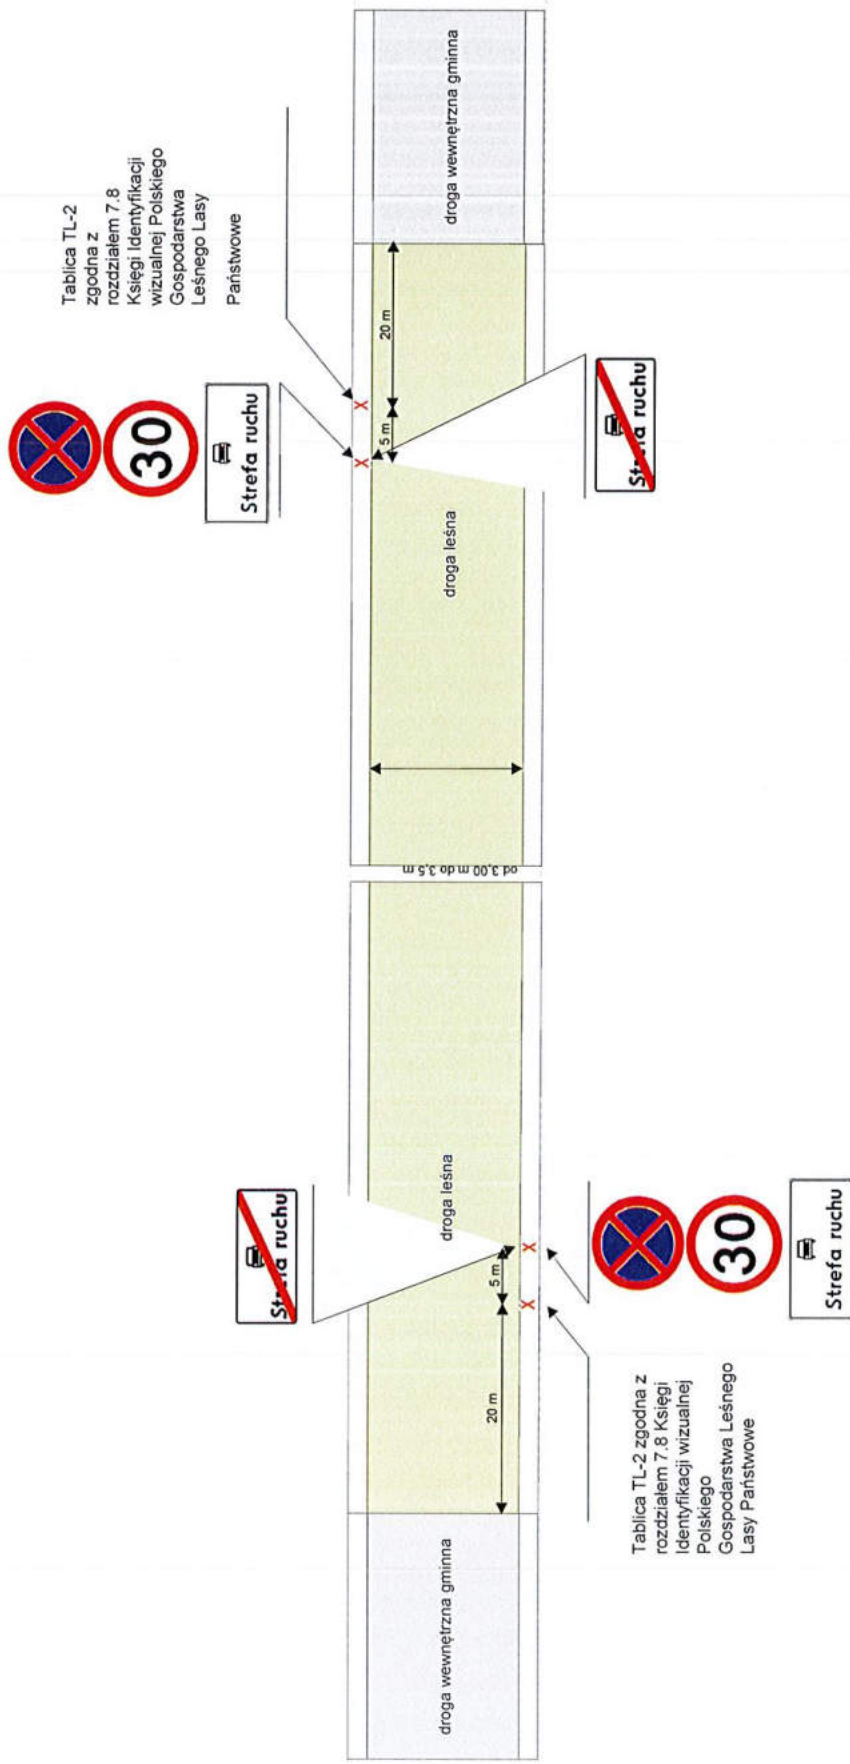 Tablica TL-2
zgodna z
rozdziałem 7.8
Księgi Identyfikacji
wizualnej Polskiego
Gospodarstwa
Leśnego Lasy
Państwowe
30
Strefa ruchu
Strefa ruchu
droga wewnętrzna gminna
droga leśna
droga leśna
droga wewnętrzna gminna
20 m
5 m
od 3,00 m do 3,5 m
5 m
20 m
Strefa ruchu
Tablica TL-2 zgodna z
rozdziałem 7.8 Księgi
Identyfikacji wizualnej
Polskiego
Gospodarstwa Leśnego
Lasy Państwowe
30
Strefa ruchu